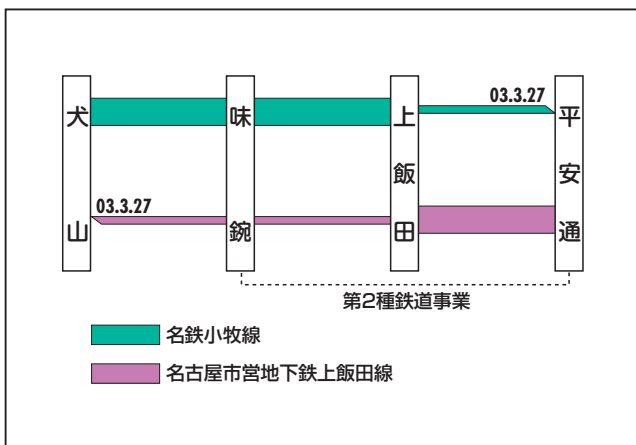 犬山
味鋺
上飯田
平安通
03.3.27
03.3.27
第2種鉄道事業
名鉄小牧線
名古屋市営地下鉄上飯田線